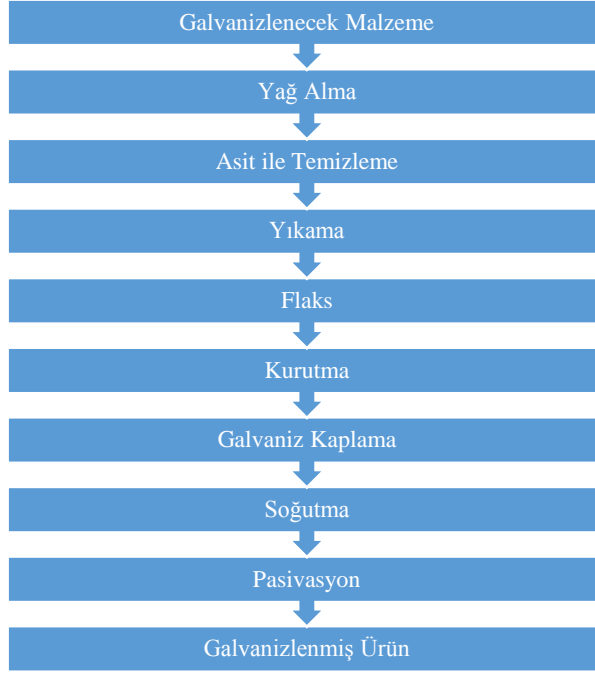 Galvanizlenecek Malzeme
Yağ Alma
Asit ile Temizleme
Yıkama
Flaks
Kurutma
Galvaniz Kaplama
Soğutma
Pasivasyon
Galvanizlenmiş Ürün